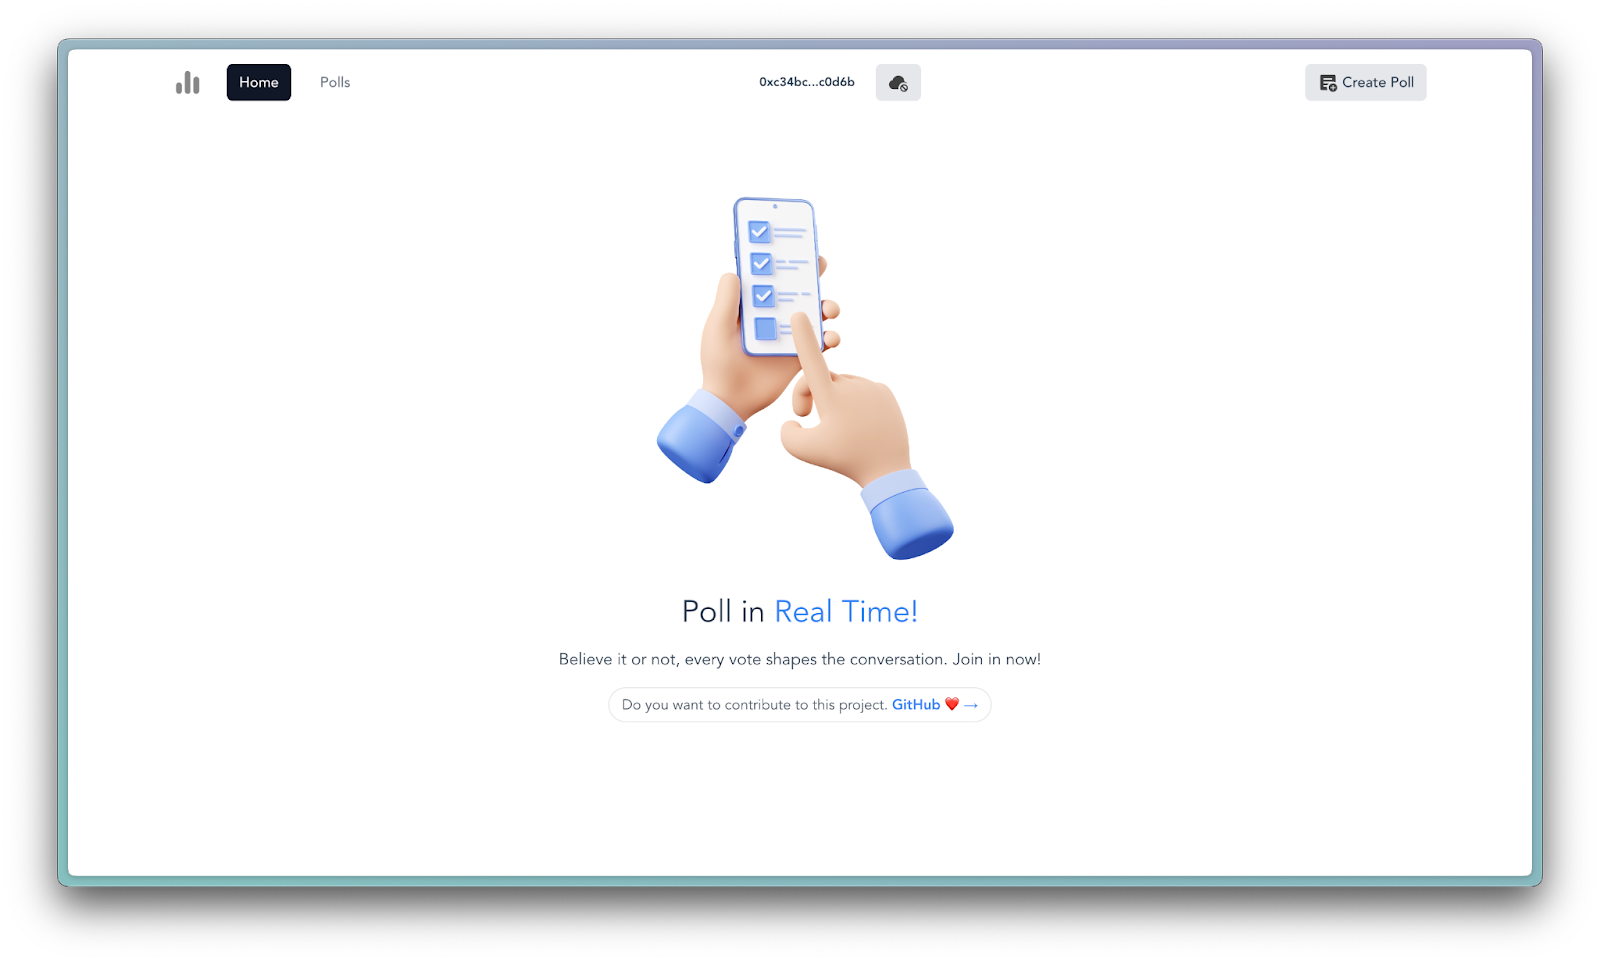 Home
Polls
0xc34bc...c0d6b
Create Poll
Poll in Real Time!
Believe it or not, every vote shapes the conversation. Join in now!
Do you want to contribute to this project. GitHub ❤️ →